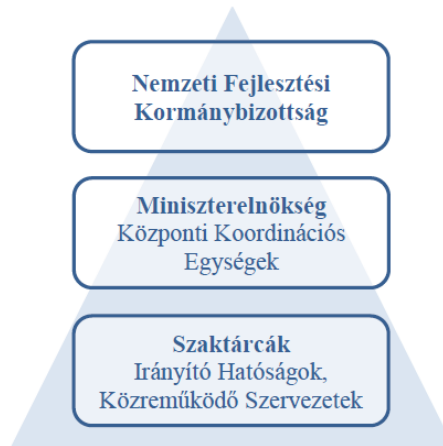 Nemzeti Fejlesztési
Kormánybizottság
Miniszterelnökség
Központi Koordinációs
Egységek
Szaktárcák
Irányító Hatóságok,
Közreműködő Szervezetek